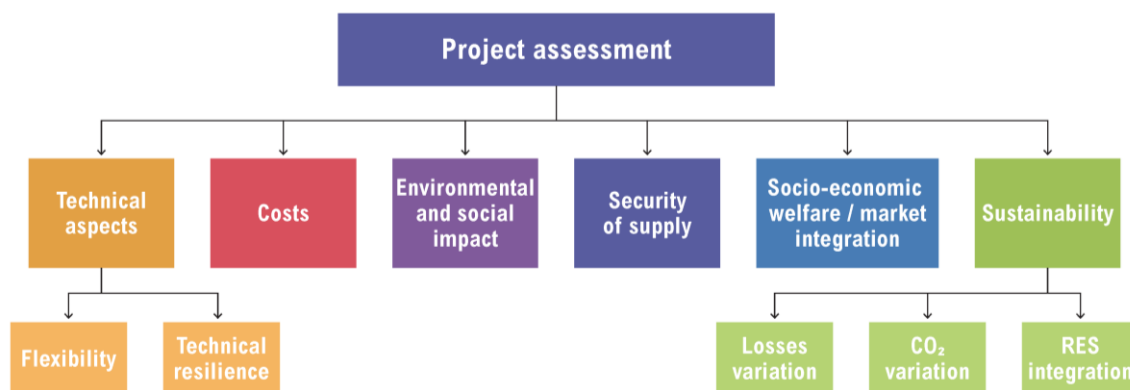 Project assessment
Technical
aspects
Costs
Environmental
and social
impact
Security
of supply
Socio-economic
welfare / market
integration
Sustainability
Flexibility
Technical
resilience
Losses
variation
CO₂
variation
RES
integration